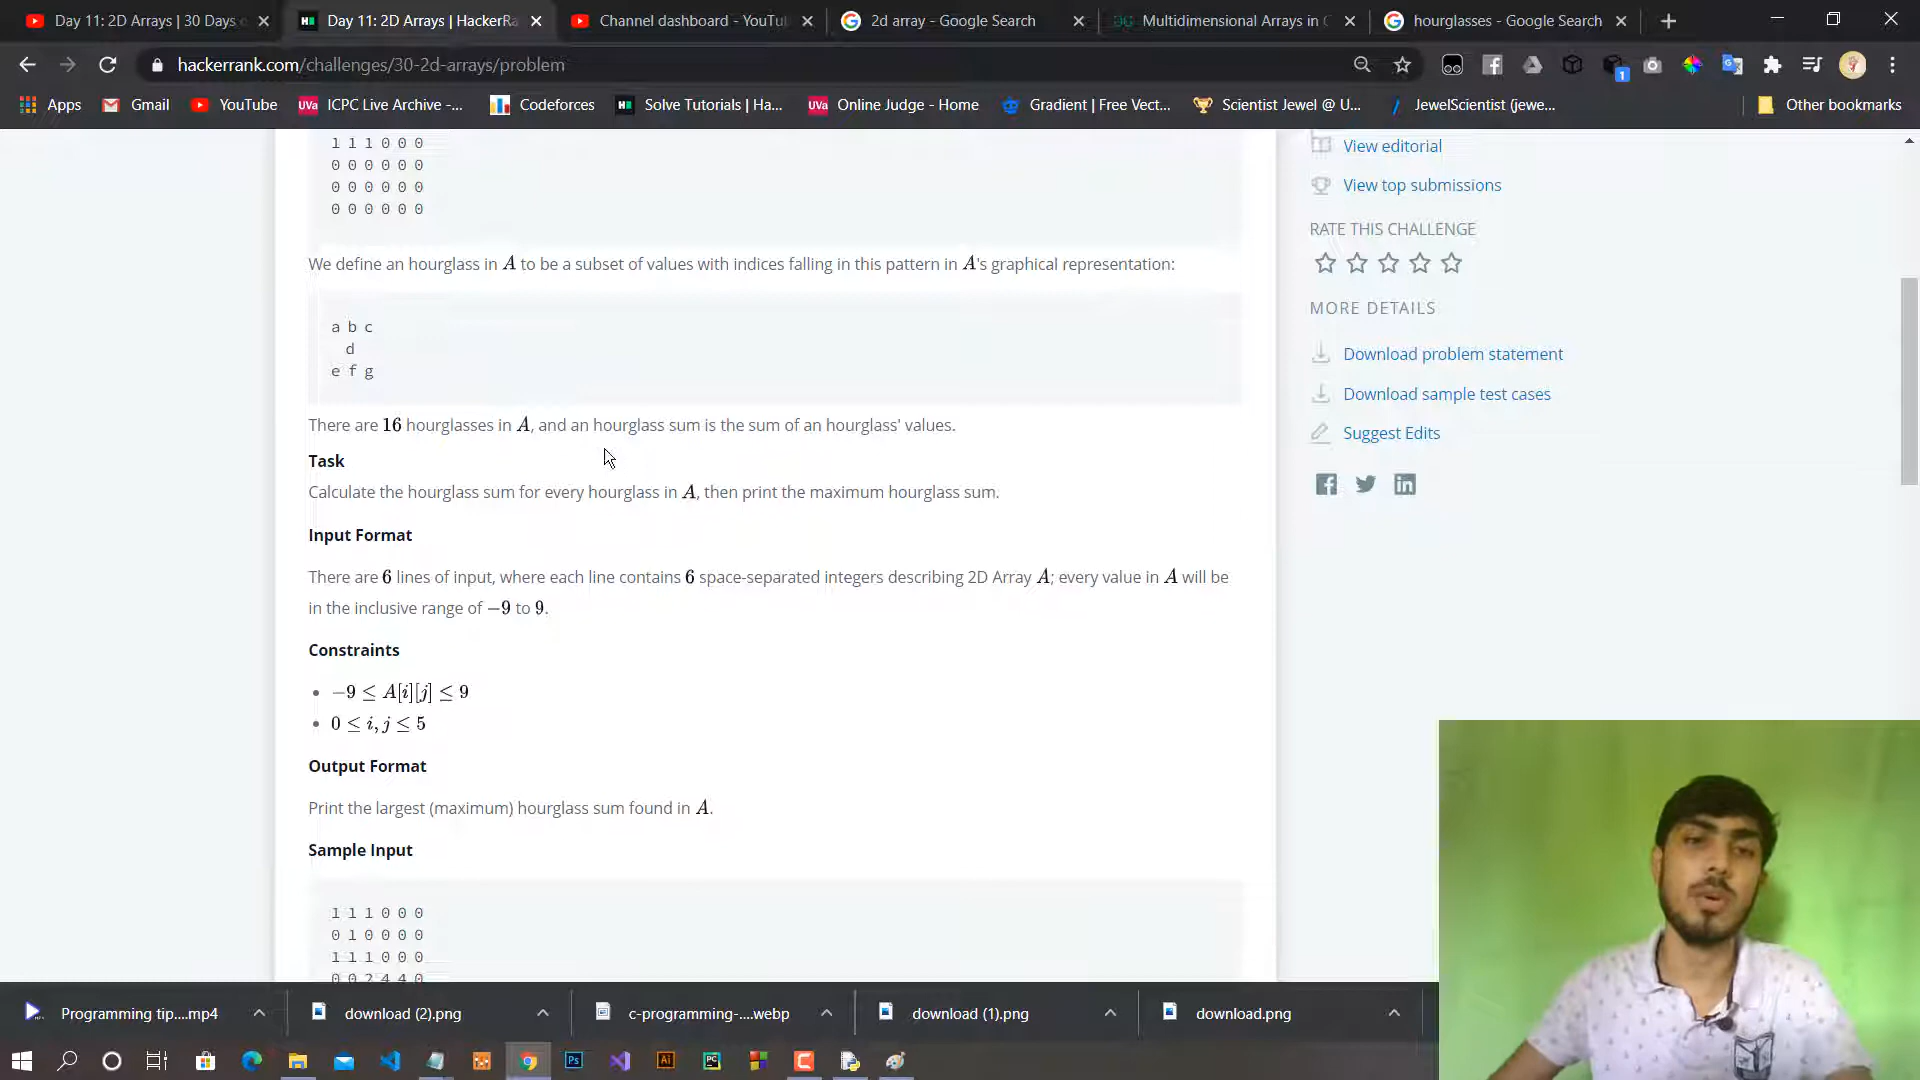 Day 11: 2D Arrays | 30 Days
Day 11: 2D Arrays | HackerRa
Channel dashboard - YouTu
2d array - Google Search
Multidimensional Arrays in
hourglasses - Google Search
hackerrank.com/challenges/30-2d-arrays/problem
Apps
Gmail
YouTube
ICPC Live Archive -...
Codeforces
Solve Tutorials | Ha...
Online Judge - Home
Gradient | Free Vect...
Scientist Jewel @ U...
JewelScientist (jewe...
Other bookmarks
1 1 1 0 0 0
0 0 0 0 0 0
0 0 0 0 0 0
0 0 0 0 0 0
We define an hourglass in A to be a subset of values with indices falling in this pattern in A's graphical representation:
a b c
d
e f g
There are 16 hourglasses in A, and an hourglass sum is the sum of an hourglass' values.
Task
Calculate the hourglass sum for every hourglass in A, then print the maximum hourglass sum.
Input Format
There are 6 lines of input, where each line contains 6 space-separated integers describing 2D Array A; every value in A will be
in the inclusive range of −9 to 9.
Constraints
• −9 ≤ A[i][j] ≤ 9
• 0 ≤ i, j ≤ 5
Output Format
Print the largest (maximum) hourglass sum found in A.
Sample Input
1 1 1 0 0 0
0 1 0 0 0 0
1 1 1 0 0 0
0 0 2 4 4 0
View editorial
View top submissions
RATE THIS CHALLENGE
MORE DETAILS
Download problem statement
Download sample test cases
Suggest Edits
Programming tip....mp4
download (2).png
c-programming-....webp
download (1).png
download.png